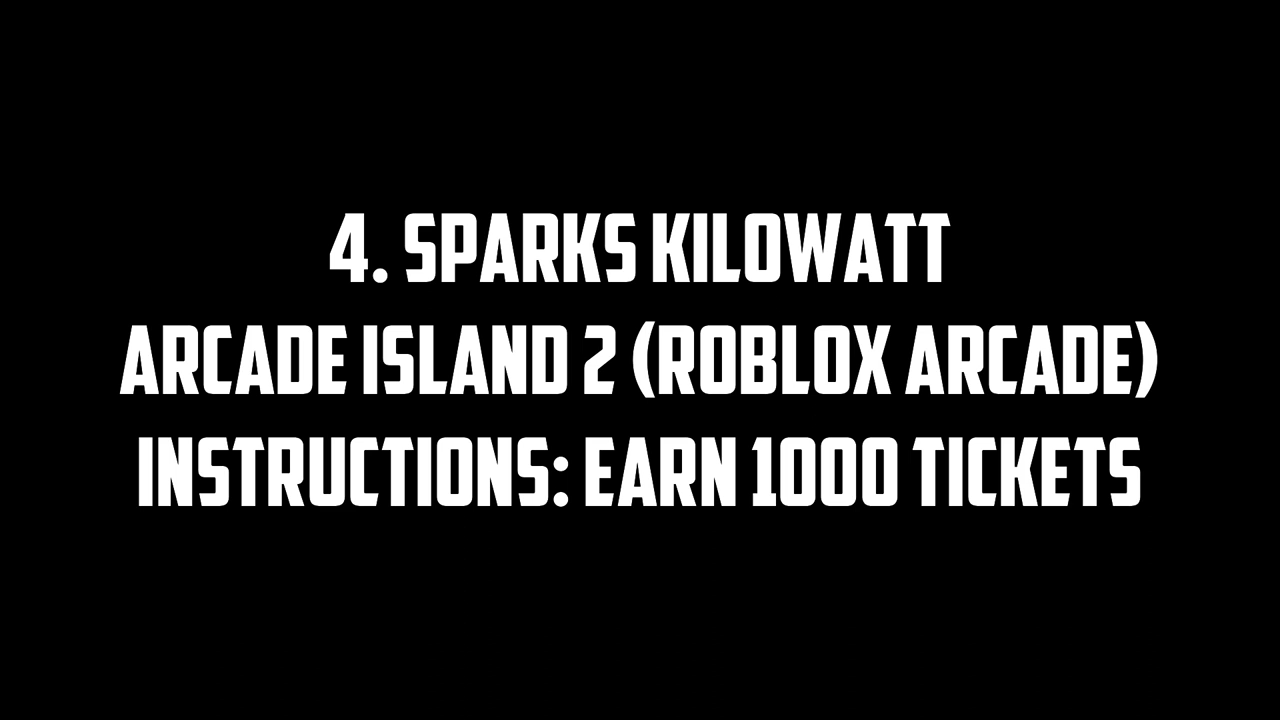 4. SPARKS KILOWATT
ARCADE ISLAND 2 (ROBLOX ARCADE)
INSTRUCTIONS: EARN 1000 TICKETS